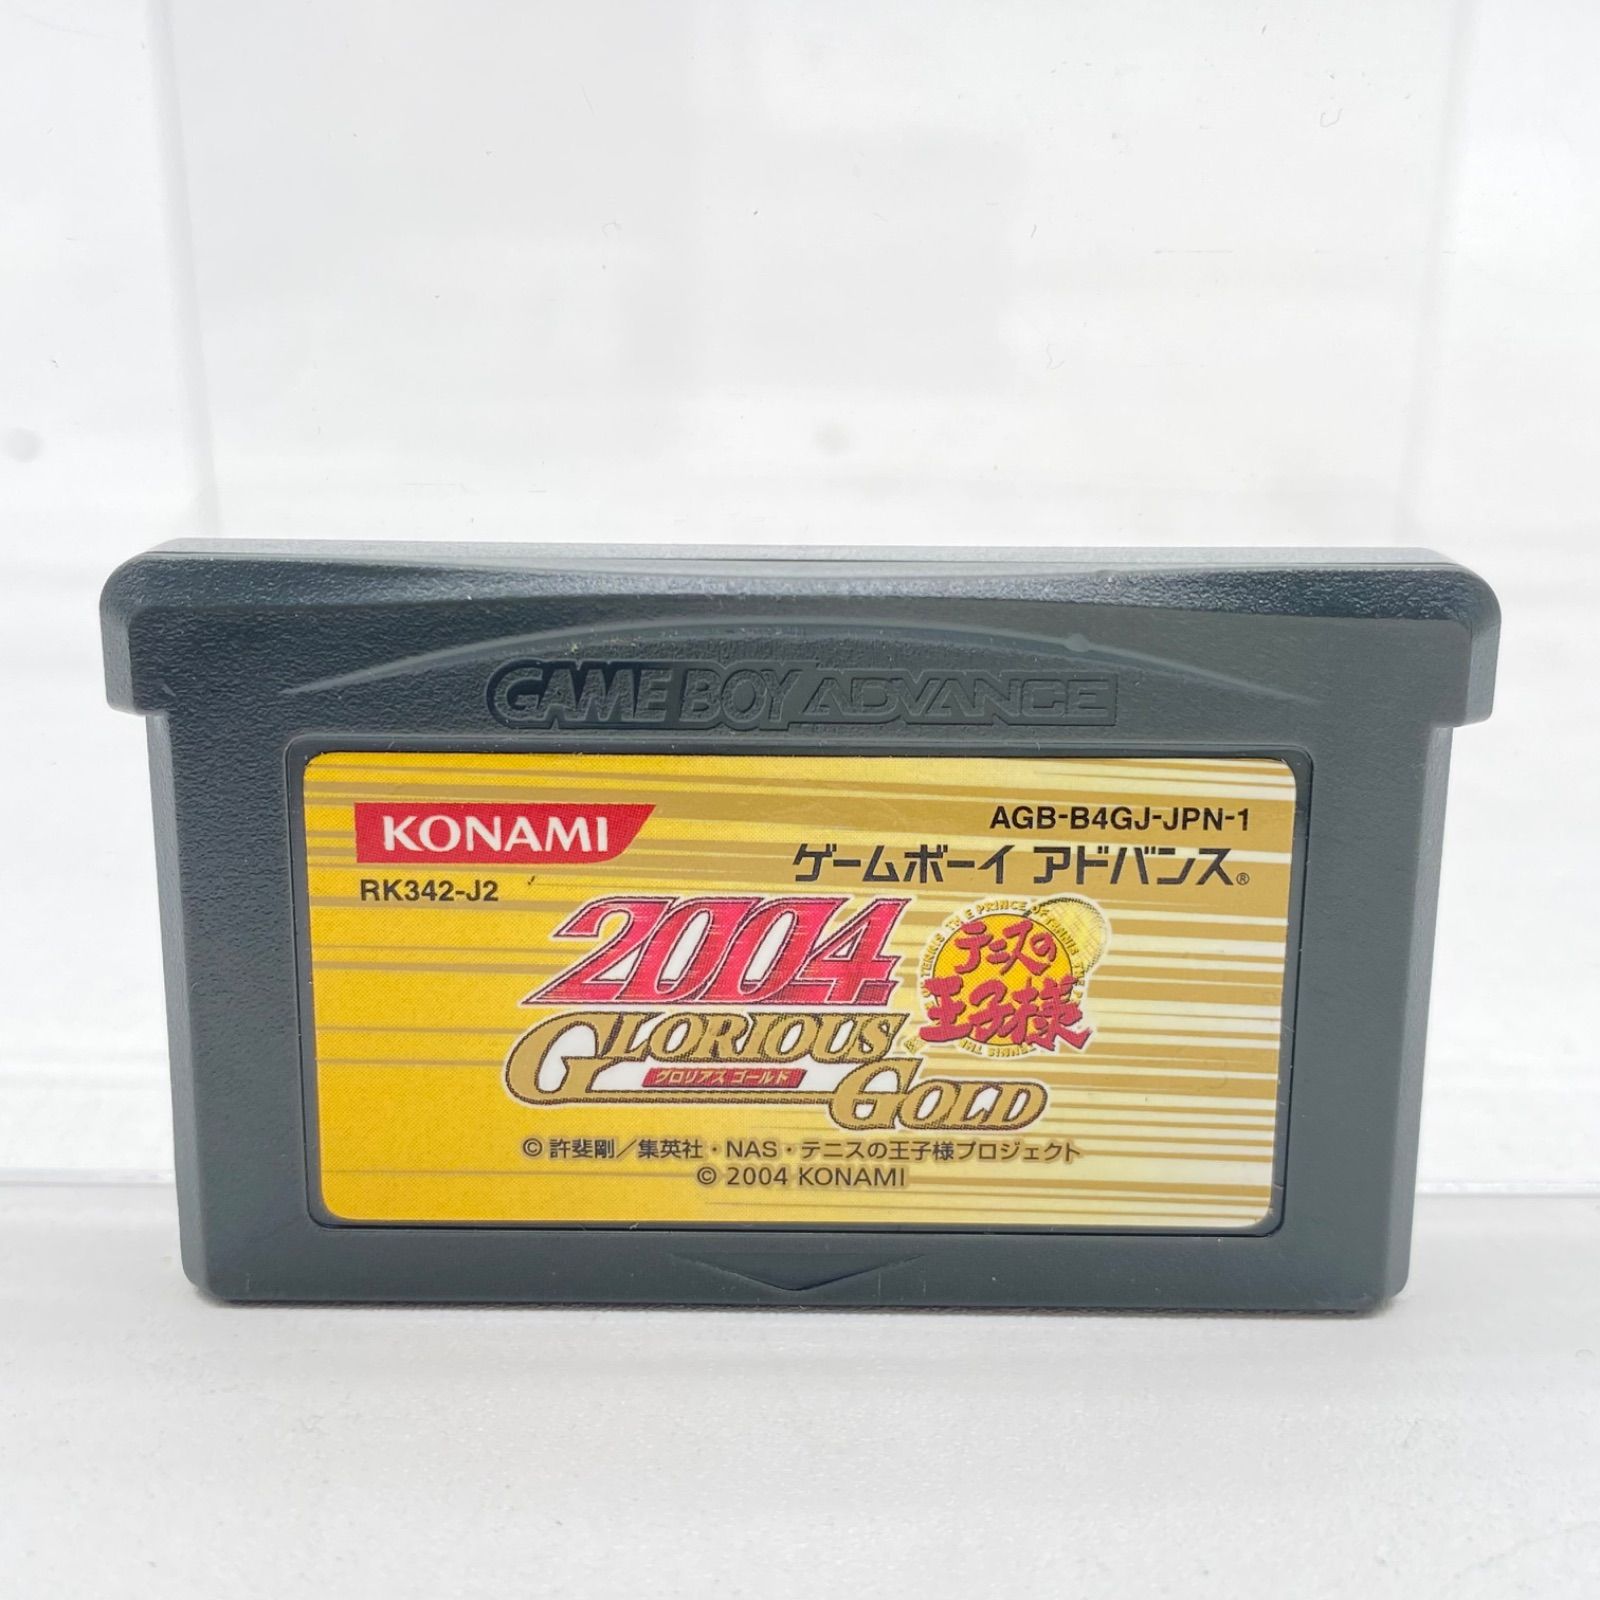 GAME BOY ADVANCE
KONAMI
AGB-B4GJ-JPN-1
ゲームボーイ アドバンス®
RK342-J2
2004
テニスの
王子様
GLORIOUS
グロリアス ゴールド
GOLD
© 許斐剛／集英社・NAS・テニスの王子様プロジェクト
© 2004 KONAMI